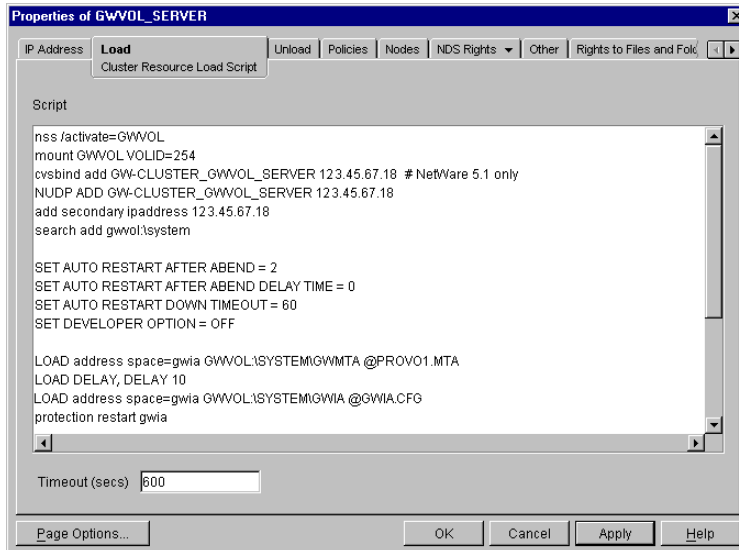 Properties of GWVOL_SERVER
IP Address Load Unload Policies Nodes NDS Rights Other Rights to Files and Fol
Cluster Resource Load Script
Script
nss /activate=GWVOL
mount GWVOL VOLID=254
cvsbind add GW-CLUSTER_GWVOL_SERVER 123.45.67.18 # NetWare 5.1 only
NUDP ADD GW-CLUSTER_GWVOL_SERVER 123.45.67.18
add secondary ipaddress 123.45.67.18
search add gwvol:\system
SET AUTO RESTART AFTER ABEND = 2
SET AUTO RESTART AFTER ABEND DELAY TIME = 0
SET AUTO RESTART DOWN TIMEOUT = 60
SET DEVELOPER OPTION = OFF
LOAD address space=gwia GWVOL:\SYSTEM\GWMTA @PROVO1.MTA
LOAD DELAY, DELAY 10
LOAD address space=gwia GWVOL:\SYSTEM\GWIA @GWIA.CFG
protection restart gwia
Timeout (secs) 600
Page Options... OK Cancel Apply Help